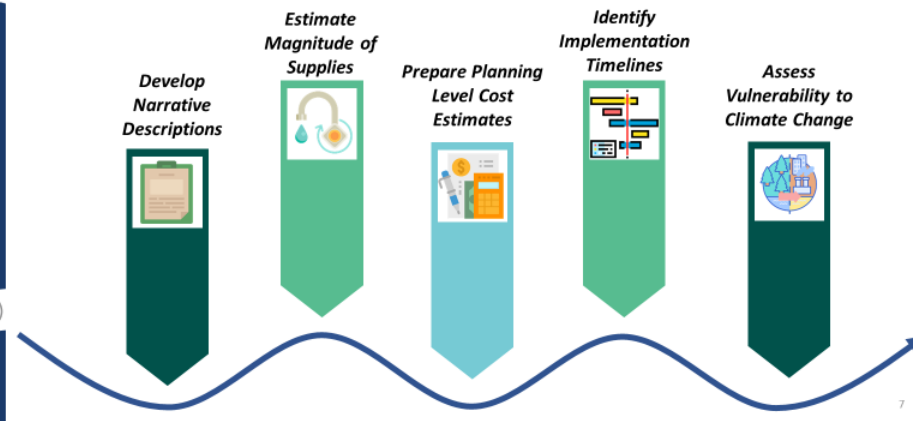 Develop
Narrative
Descriptions
Estimate
Magnitude of
Supplies
Prepare Planning
Level Cost
Estimates
Identify
Implementation
Timelines
Assess
Vulnerability to
Climate Change
7